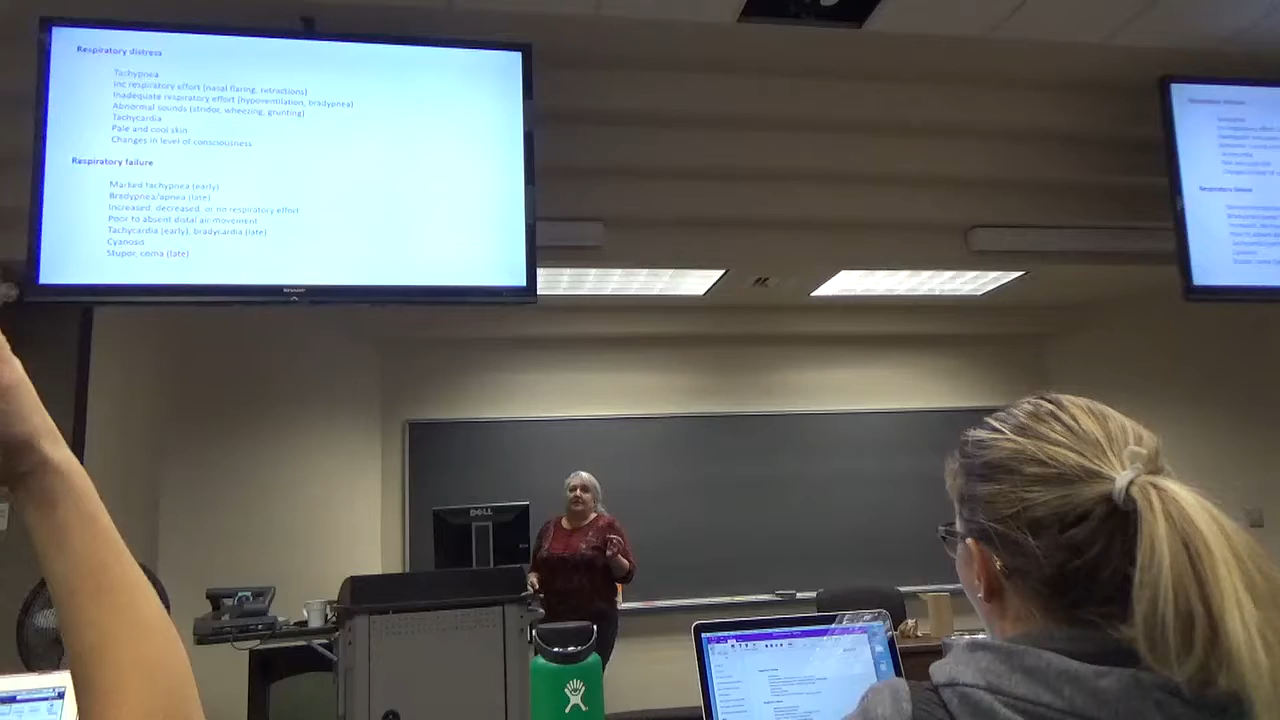 Respiratory distress
Tachypnea
Inc respiratory effort (nasal flaring, retractions)
Inadequate respiratory effort (hypoventilation, bradypnea)
Abnormal sounds (stridor, wheezing, grunting)
Tachycardia
Pale and cool skin
Changes in level of consciousness
Respiratory failure
Marked tachypnea (early)
Bradypnea/apnea (late)
Increased, decreased, or no respiratory effort
Poor to absent distal air movement
Tachycardia (early), bradycardia (late)
Cyanosis
Stupor, coma (late)
SHARP
DELL